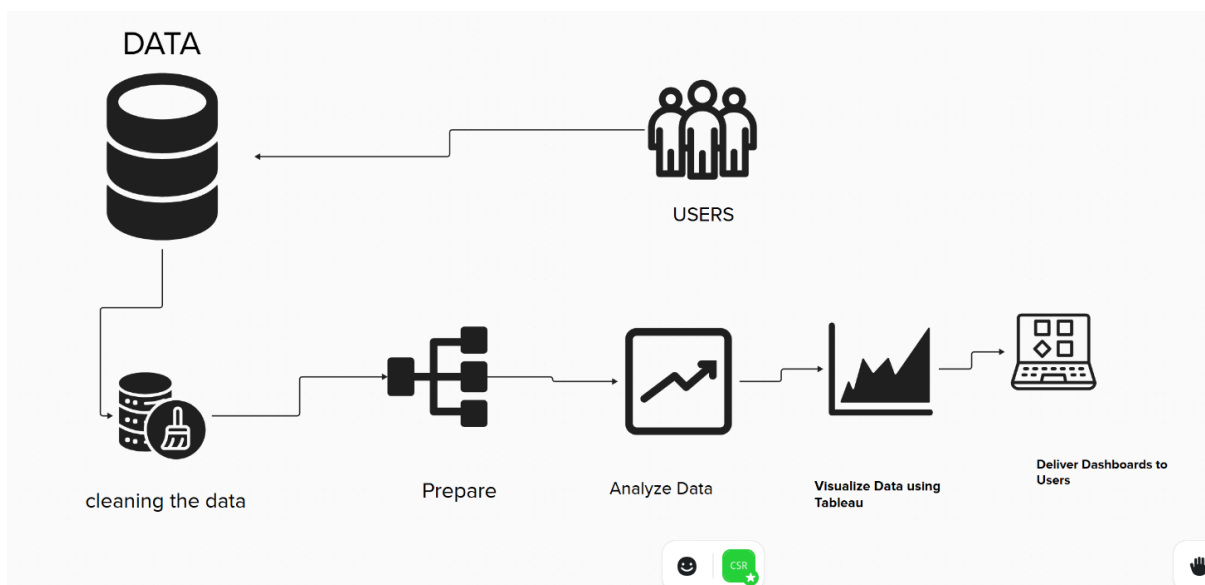 DATA
USERS
cleaning the data
Prepare
Analyze Data
Visualize Data using
Tableau
Deliver Dashboards to
Users
CSR